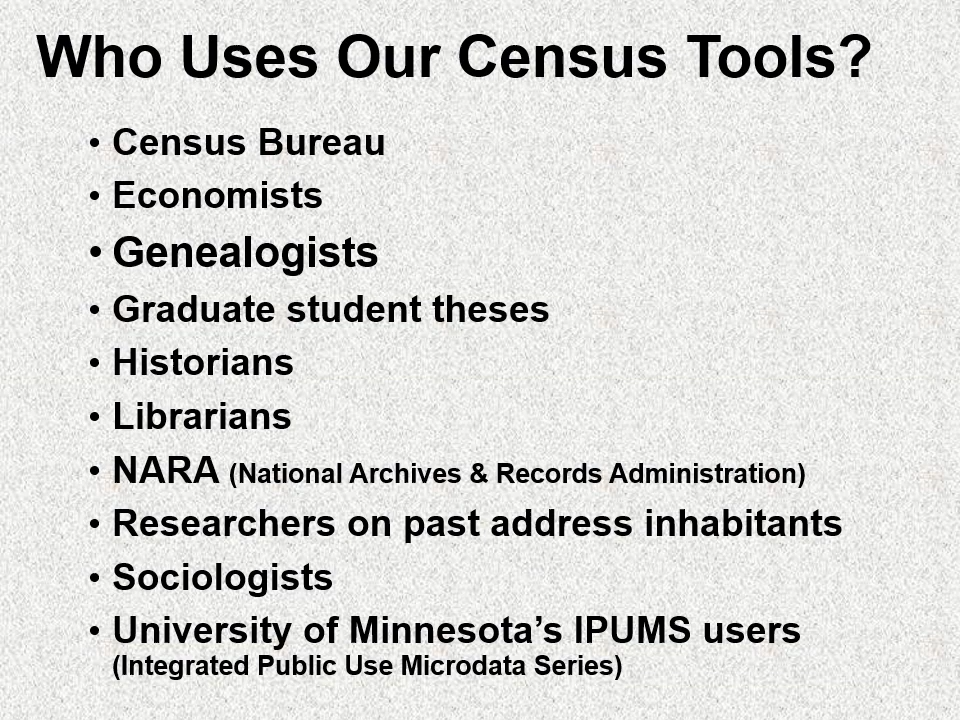 Who Uses Our Census Tools?
• Census Bureau
• Economists
• Genealogists
• Graduate student theses
• Historians
• Librarians
• NARA (National Archives & Records Administration)
• Researchers on past address inhabitants
• Sociologists
• University of Minnesota’s IPUMS users
(Integrated Public Use Microdata Series)